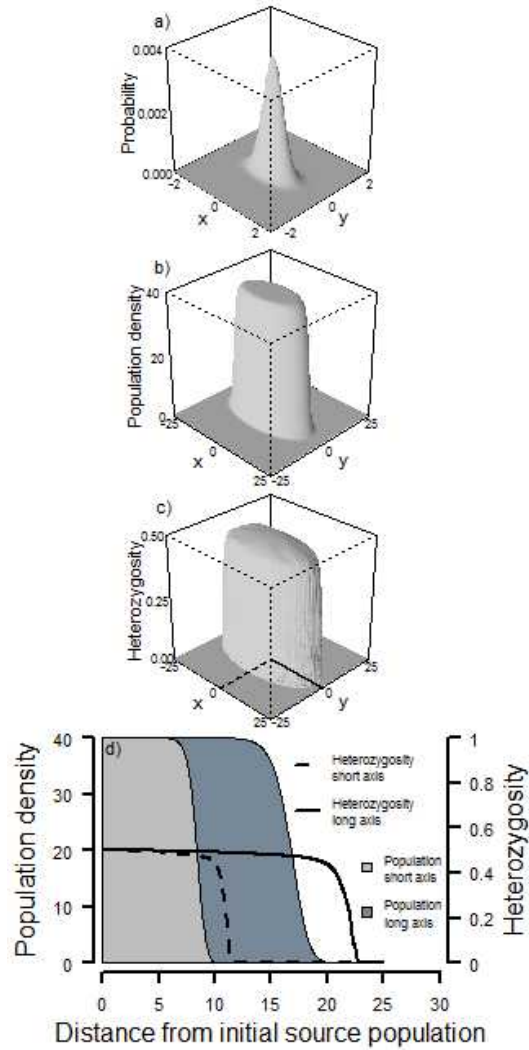 a)
0.004
0.002
0.000
Probability
-2
0
2
x
-2
0
2
y
b)
40
20
0
Population density
-25
0
25
x
-25
0
25
y
c)
0.50
0.25
0.00
Heterozygosity
-25
0
25
x
-25
0
25
y
d)
40
30
20
10
0
Population density
Heterozygosity
short axis
Heterozygosity
long axis
Population
short axis
Population
long axis
1
0.8
0.6
0.4
0.2
0
Heterozygosity
0 5 10 15 20 25 30
Distance from initial source population